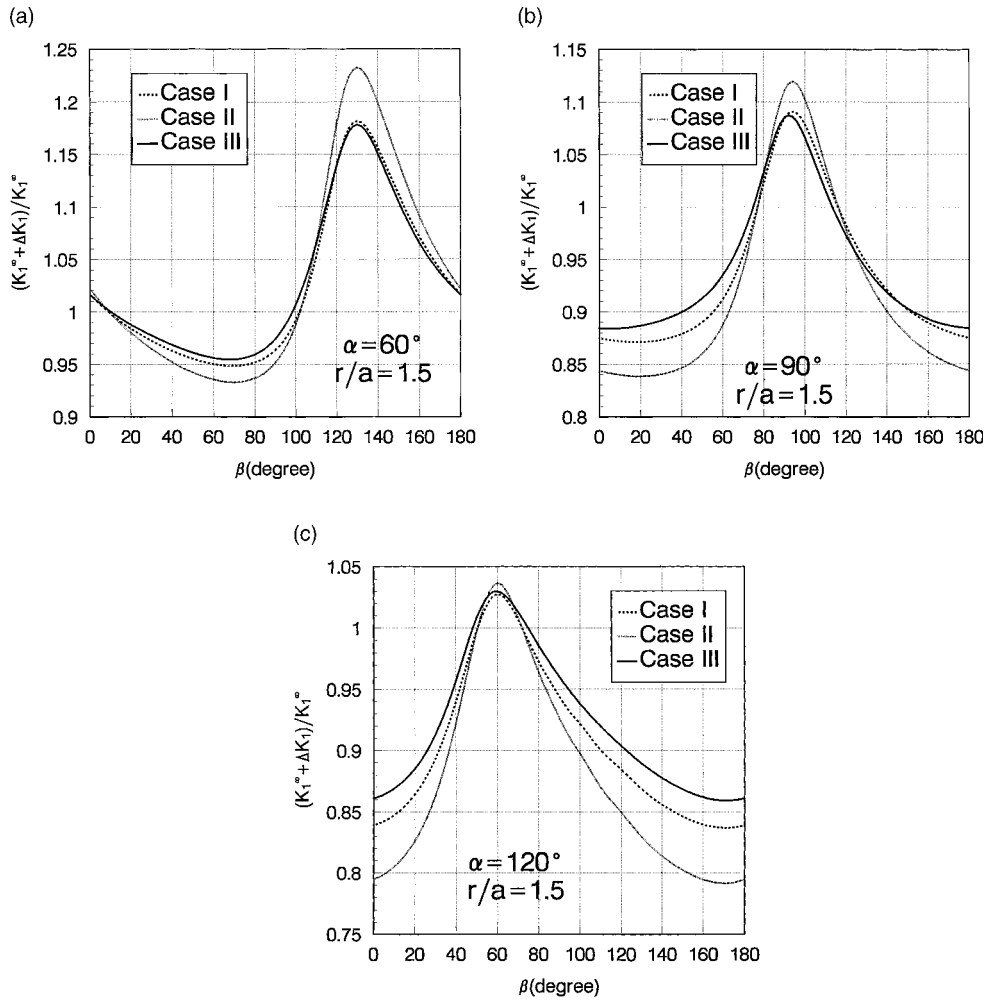 (a)
(K₁∞+ΔK₁)/K₁∞
1.25
1.2
1.15
1.1
1.05
1
0.95
0.9
Case I
Case II
Case III
α=60°
r/a=1.5
0 20 40 60 80 100 120 140 160 180
β(degree)
(b)
(K₁∞+ΔK₁)/K₁∞
1.15
1.1
1.05
1
0.95
0.9
0.85
0.8
Case I
Case II
Case III
α=90°
r/a=1.5
0 20 40 60 80 100 120 140 160 180
β(degree)
(c)
(K₁∞+ΔK₁)/K₁∞
1.05
1
0.95
0.9
0.85
0.8
0.75
Case I
Case II
Case III
α=120°
r/a=1.5
0 20 40 60 80 100 120 140 160 180
β(degree)